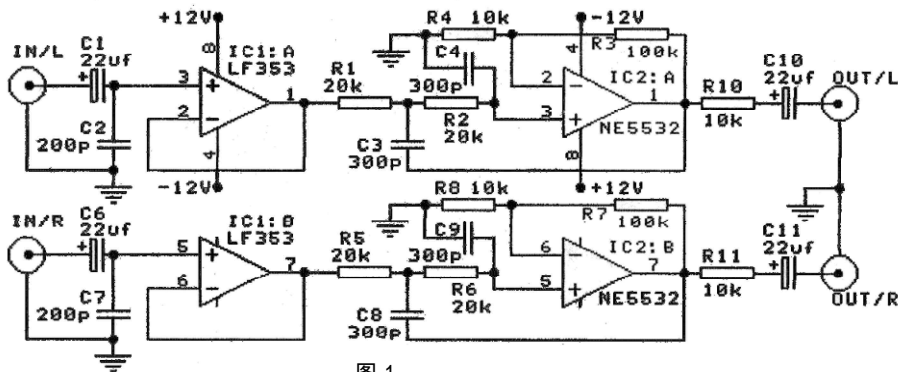 +12V
R4 10k
-12V
IN/L
C1
22uf
8
IC1:A
LF353
C4
4
R3
100k
C10
22uf
OUT/L
+
3
+
1
R1
20k
300p
2
-
IC2:A
1
R10
2
-
R2
20k
3
+
NE5532
10k
+
C2
200p
4
C3
300p
8
-12V
R8 10k
+12V
IN/R
C6
22uf
IC1:B
LF353
C9
R7
100k
C11
22uf
+
5
+
7
R5
20k
300p
6
-
IC2:B
7
R11
6
-
R6
20k
5
+
NE5532
10k
+
OUT/R
C7
200p
C8
300p
图 1